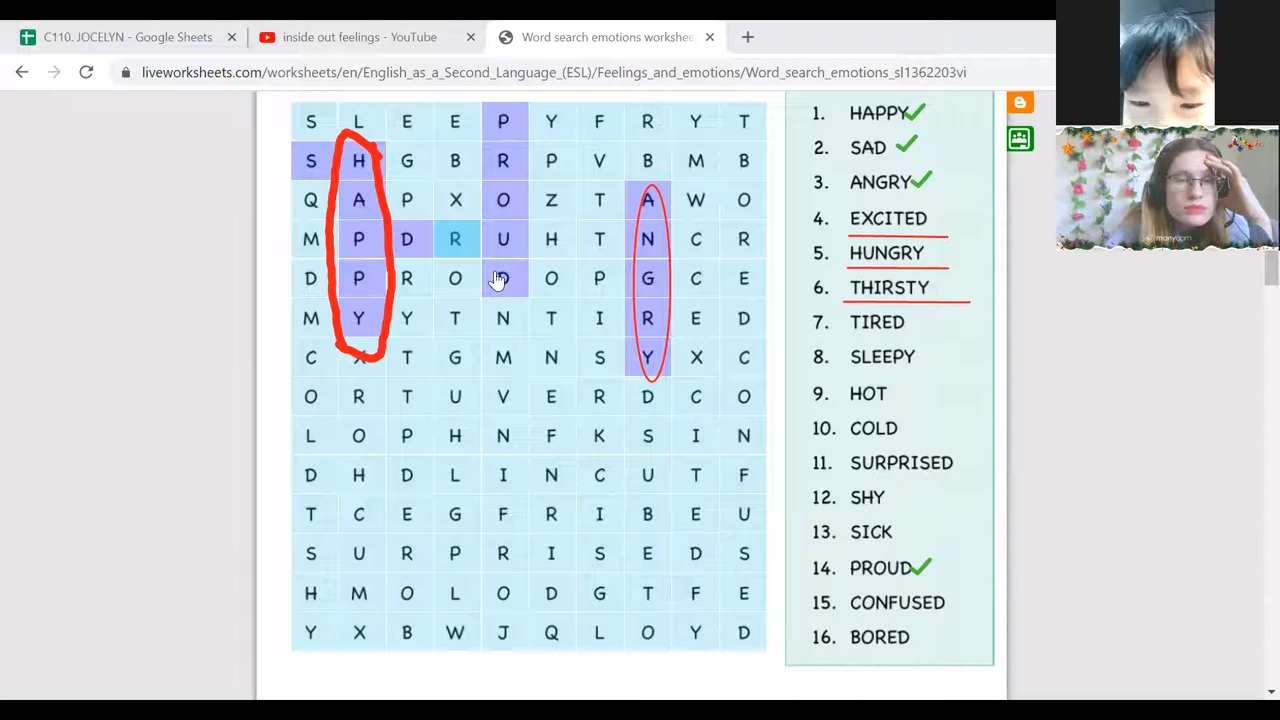 C110. JOCELYN - Google Sheets
inside out feelings - YouTube
Word search emotions workshee
liveworksheets.com/worksheets/en/English_as_a_Second_Language_(ESL)/Feelings_and_emotions/Word_search_emotions_sl1362203vi
S L E E P Y F R Y T
S H G B R P V B M B
Q A P X O Z T A W O
M P D R U H T N C R
D P R O D O P G C E
M Y Y T N T I R E D
C X T G M N S Y X C
O R T U V E R D C O
L O P H N F K S I N
D H D L I N C U T F
T C E G F R I B E U
S U R P R I S E D S
H M O L O D G T F E
Y X B W J Q L O Y D
1. HAPPY
2. SAD
3. ANGRY
4. EXCITED
5. HUNGRY
6. THIRSTY
7. TIRED
8. SLEEPY
9. HOT
10. COLD
11. SURPRISED
12. SHY
13. SICK
14. PROUD
15. CONFUSED
16. BORED
manycam